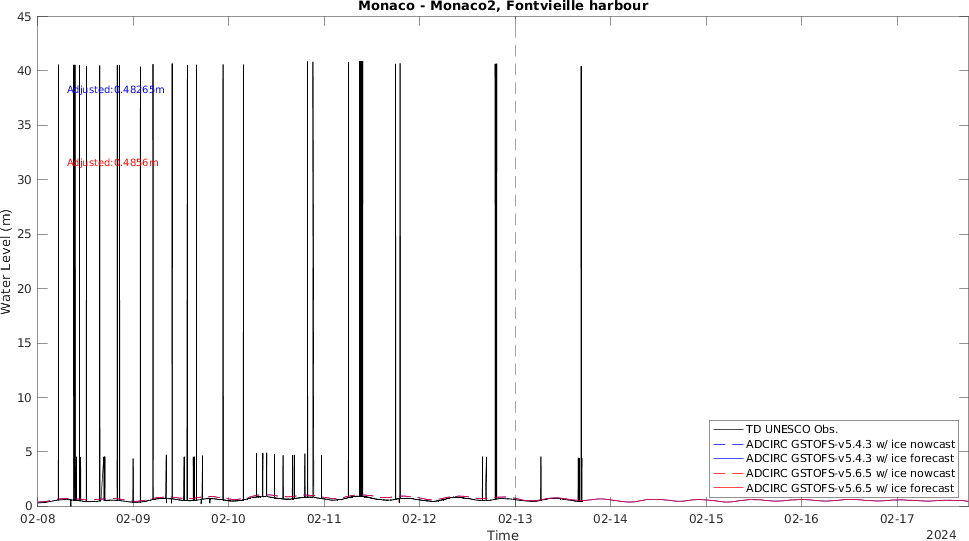 Monaco - Monaco2, Fontvieille harbour
45
40
35
30
25
20
15
10
5
0
Water Level (m)
Adjusted:0.48265m
Adjusted:0.4856m
TD UNESCO Obs.
ADCIRC GSTOFS-v5.4.3 w/ ice nowcast
ADCIRC GSTOFS-v5.4.3 w/ ice forecast
ADCIRC GSTOFS-v5.6.5 w/ ice nowcast
ADCIRC GSTOFS-v5.6.5 w/ ice forecast
02-08 02-09 02-10 02-11 02-12 02-13 02-14 02-15 02-16 02-17
Time
2024